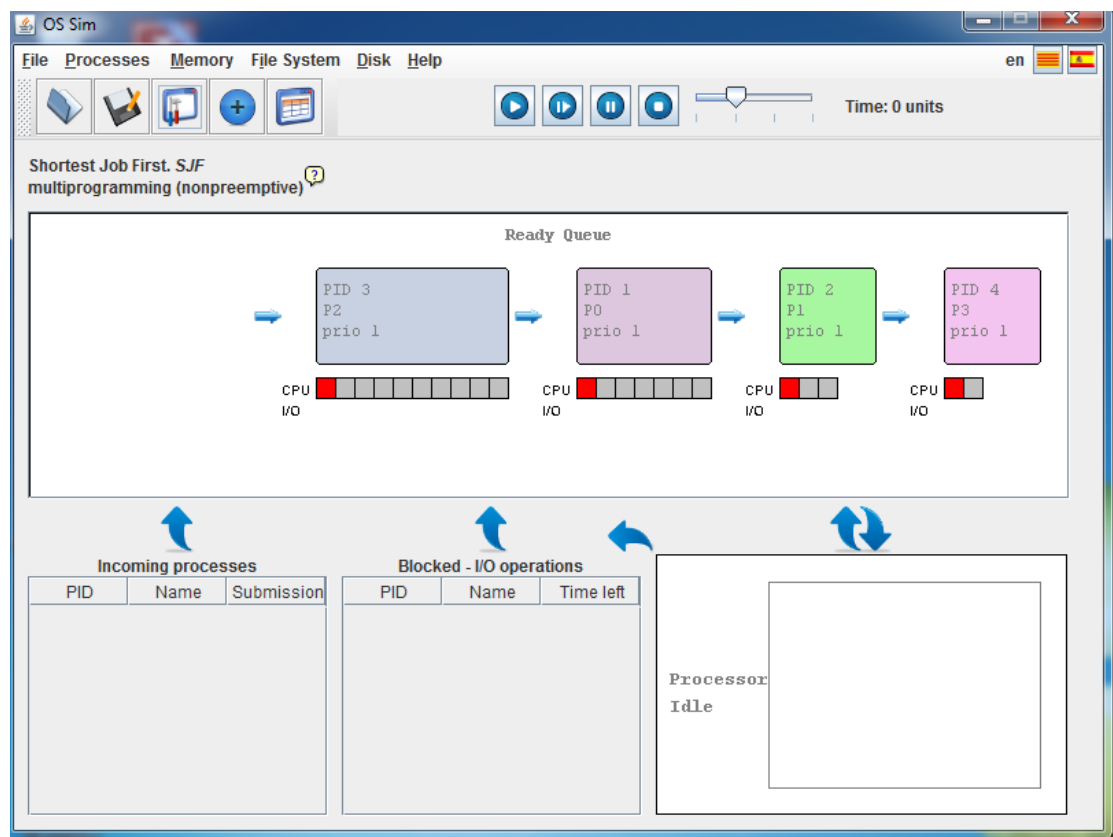 OS Sim
File Processes Memory File System Disk Help en
Time: 0 units
Shortest Job First. SJF
multiprogramming (nonpreemptive) ?
Ready Queue
PID 3
P2
prio 1
CPU
I/O
PID 1
P0
prio 1
CPU
I/O
PID 2
P1
prio 1
CPU
I/O
PID 4
P3
prio 1
CPU
I/O
Incoming processes
PID Name Submission
Blocked - I/O operations
PID Name Time left
Processor
Idle